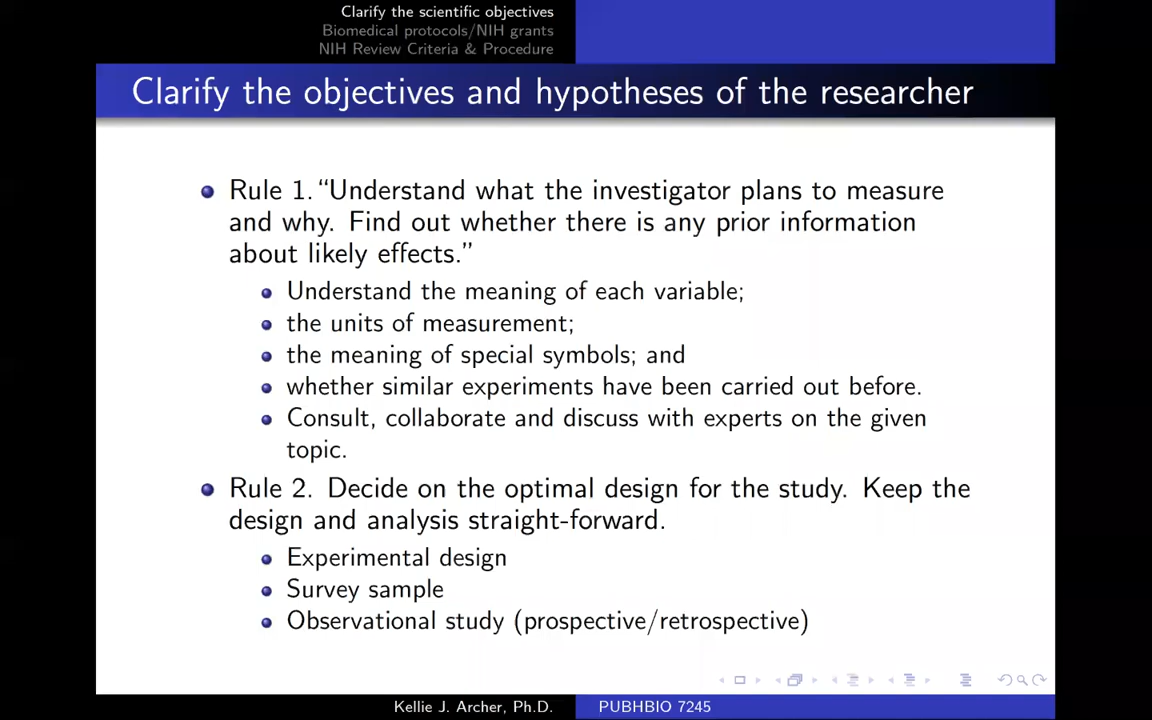 Clarify the scientific objectives
Biomedical protocols/NIH grants
NIH Review Criteria & Procedure
Clarify the objectives and hypotheses of the researcher
Rule 1. “Understand what the investigator plans to measure
and why. Find out whether there is any prior information
about likely effects.”
Understand the meaning of each variable;
the units of measurement;
the meaning of special symbols; and
whether similar experiments have been carried out before.
Consult, collaborate and discuss with experts on the given
topic.
Rule 2. Decide on the optimal design for the study. Keep the
design and analysis straight-forward.
Experimental design
Survey sample
Observational study (prospective/retrospective)
Kellie J. Archer, Ph.D.
PUBHBIO 7245